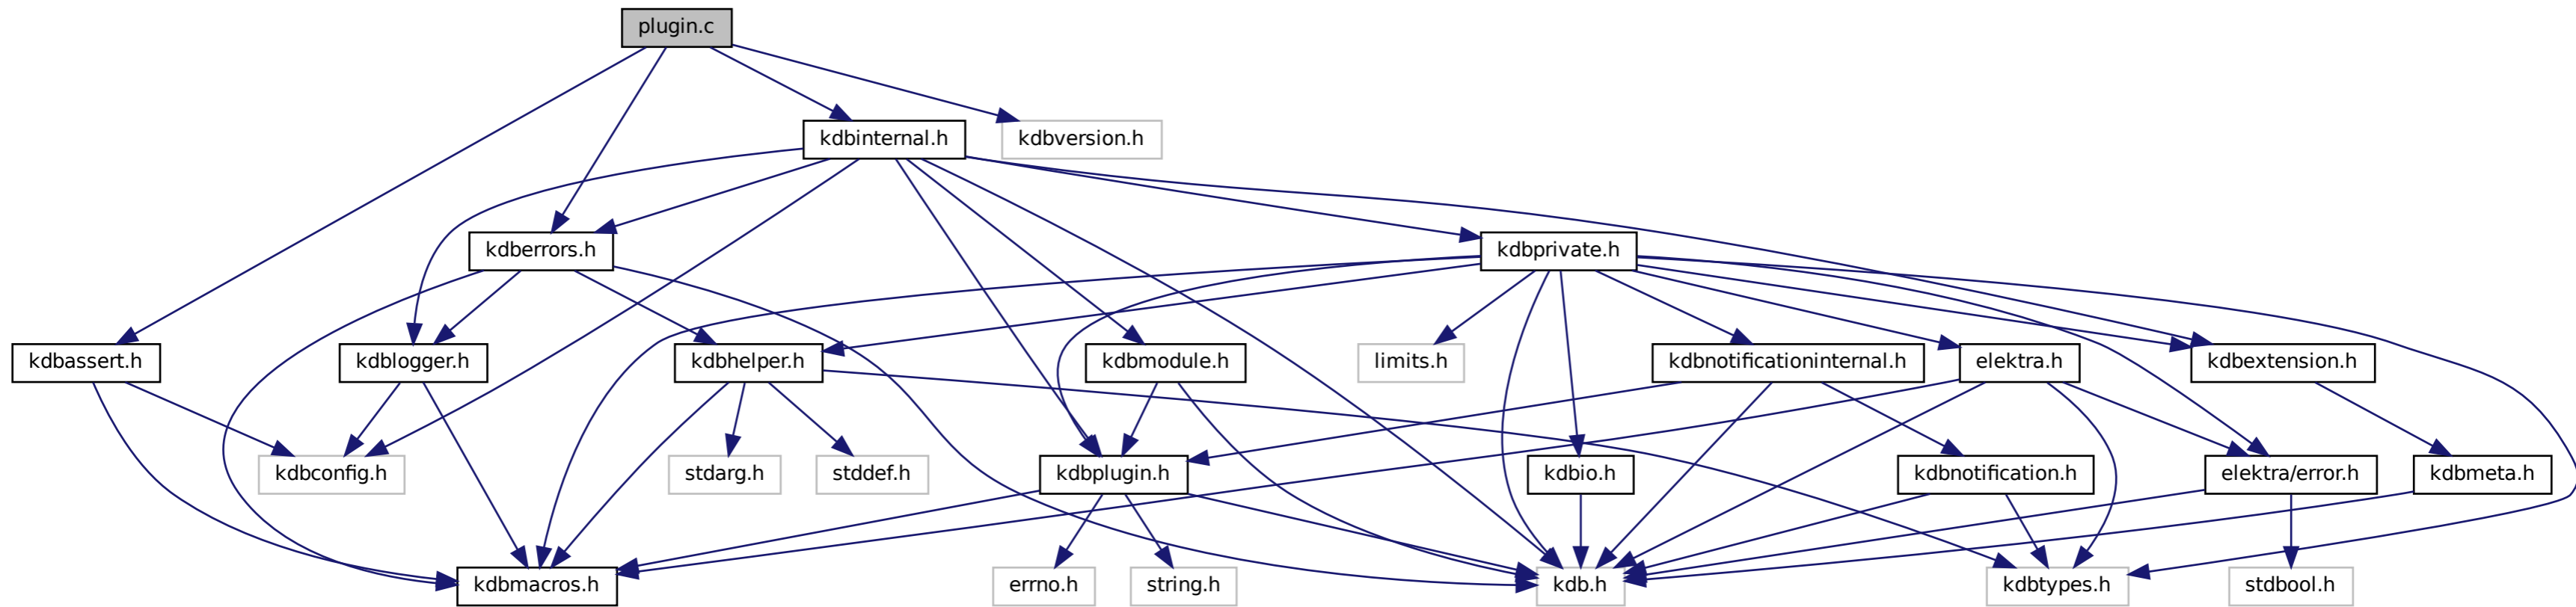 plugin.c
kdbinternal.h
kdbversion.h
kdberrors.h
kdbprivate.h
kdbassert.h
kdblogger.h
kdbhelper.h
kdbmodule.h
limits.h
kdbnotificationinternal.h
elektra.h
kdbextension.h
kdbconfig.h
stdarg.h
stddef.h
kdbplugin.h
kdbio.h
kdbnotification.h
elektra/error.h
kdbmeta.h
kdbmacros.h
errno.h
string.h
kdb.h
kdbtypes.h
stdbool.h